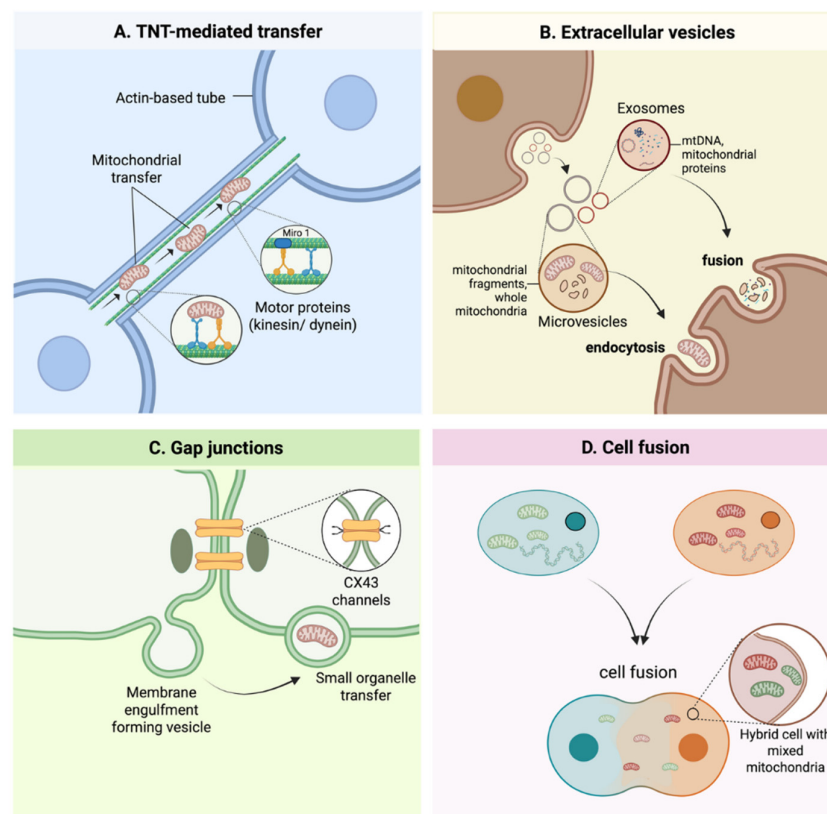 A. TNT-mediated transfer
Actin-based tube
Mitochondrial
transfer
Miro 1
Motor proteins
(kinesin/ dynein)
B. Extracellular vesicles
Exosomes
mtDNA,
mitochondrial
proteins
fusion
mitochondrial
fragments,
whole
mitochondria
Microvesicles
endocytosis
C. Gap junctions
CX43
channels
Membrane
engulfment
forming vesicle
Small organelle
transfer
D. Cell fusion
cell fusion
Hybrid cell with
mixed
mitochondria